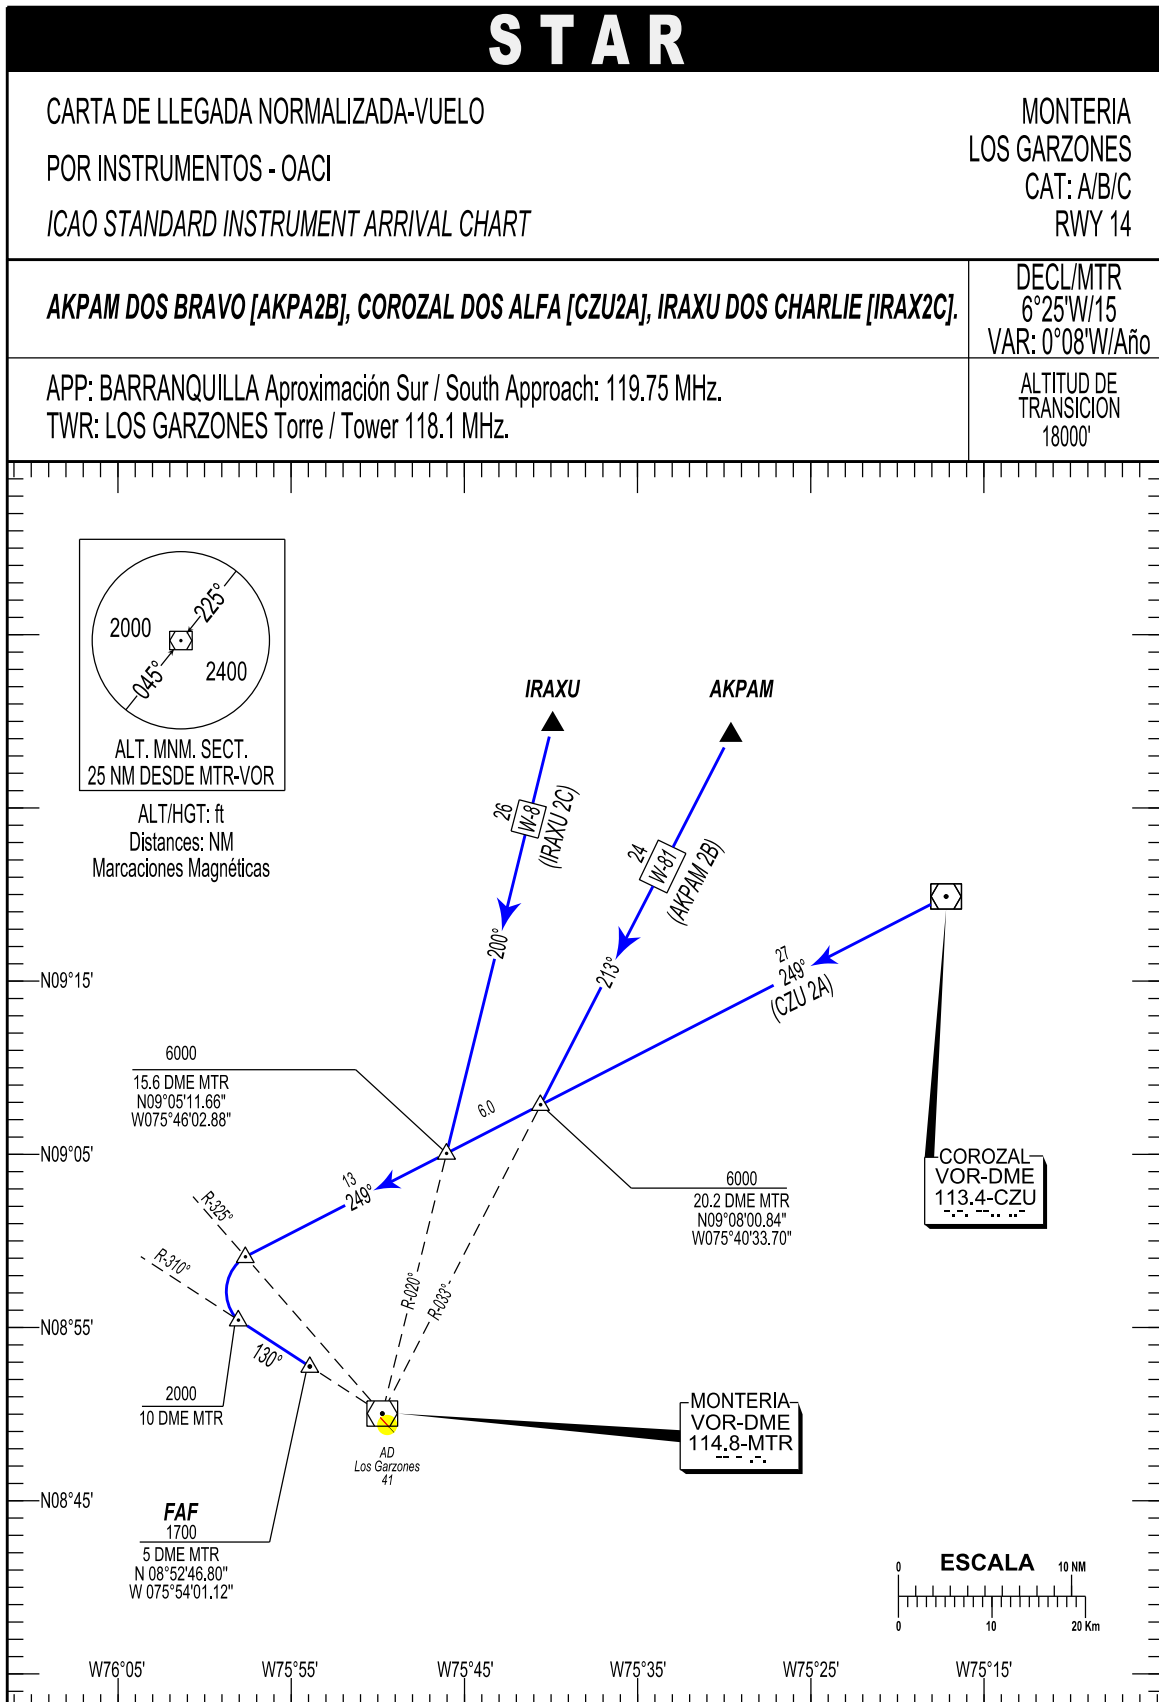 STAR
CARTA DE LLEGADA NORMALIZADA-VUELO
POR INSTRUMENTOS - OACI
ICAO STANDARD INSTRUMENT ARRIVAL CHART
MONTERIA
LOS GARZONES
CAT: A/B/C
RWY 14
AKPAM DOS BRAVO [AKPA2B], COROZAL DOS ALFA [CZU2A], IRAXU DOS CHARLIE [IRAX2C].
DECL/MTR
6°25'W/15
VAR: 0°08'W/Año
APP: BARRANQUILLA Aproximación Sur / South Approach: 119.75 MHz.
TWR: LOS GARZONES Torre / Tower 118.1 MHz.
ALTITUD DE
TRANSICION
18000'
2000
225°
045°
2400
ALT. MNM. SECT.
25 NM DESDE MTR-VOR
ALT/HGT: ft
Distances: NM
Marcaciones Magnéticas
IRAXU
AKPAM
26
W-8
(IRAXU 2C)
200°
24
W-81
(AKPAM 2B)
213°
27
249°
(CZU 2A)
N09°15'
6000
15.6 DME MTR
N09°05'11.66"
W075°46'02.88"
6.0
N09°05'
13
249°
6000
20.2 DME MTR
N09°08'00.84"
W075°40'33.70"
COROZAL
VOR-DME
113.4-CZU
R-325°
R-310°
R-020°
R-033°
N08°55'
130°
2000
10 DME MTR
MONTERIA
VOR-DME
114.8-MTR
AD
Los Garzones
41
N08°45'
FAF
1700
5 DME MTR
N 08°52'46.80"
W 075°54'01.12"
ESCALA
0
10 NM
0
10
20 Km
W76°05'
W75°55'
W75°45'
W75°35'
W75°25'
W75°15'